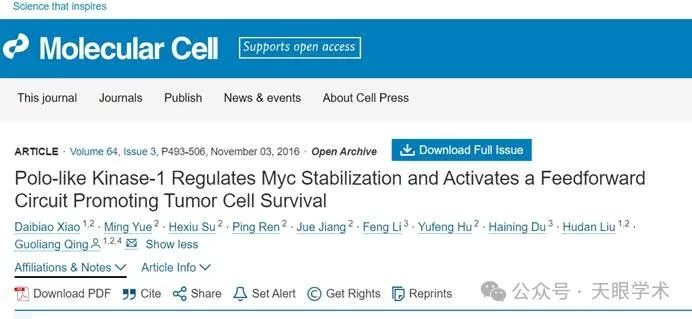 Science that inspires
Molecular Cell
Supports open access
This journal Journals Publish News & events About Cell Press
ARTICLE · Volume 64, Issue 3, P493-506, November 03, 2016 · Open Archive
Download Full Issue
Polo-like Kinase-1 Regulates Myc Stabilization and Activates a Feedforward
Circuit Promoting Tumor Cell Survival
Daibiao Xiao 1,2 · Ming Yue 2 · Hexiu Su 2 · Ping Ren 2 · Jue Jiang 2 · Feng Li 3 · Yufeng Hu 2 · Haining Du 3 · Hudan Liu 1,2 ·
Guoliang Qing 1,2,4 Show less
Affiliations & Notes Article Info
Download PDF Cite Share Set Alert Get Rights Reprints
公众号 · 天眼学术